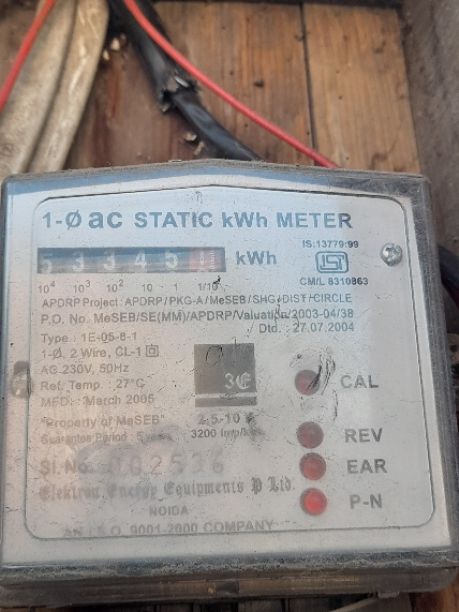 1-Ø ac STATIC kWh METER
IS:13779:99
5 3 3 4 5 kWh
ISI
CM/L 8310863
10⁴ 10³ 10² 10 1 1/10
APDRP Project : APDRP / PKG-A / MeSEB / SHG / DIST / CIRCLE
P.O. No. MeSEB/SE(MM)/APDRP/Valuation/2003-04/38
Dtd. : 27.07.2004
Type : 1E-05-8-1
1-Ø, 2 Wire, CL-1
AC 230V, 50Hz
Ref. Temp. : 27°C
MFD. : March 2005
3E
CAL
"Property of MeSEB"
2.5-10
Guarantee Period : 5
3200
REV
Sl. No.
EAR
Elektron Energy Equipments P Ltd.
P-N
NOIDA
AN I.S.O. 9001-2000 COMPANY